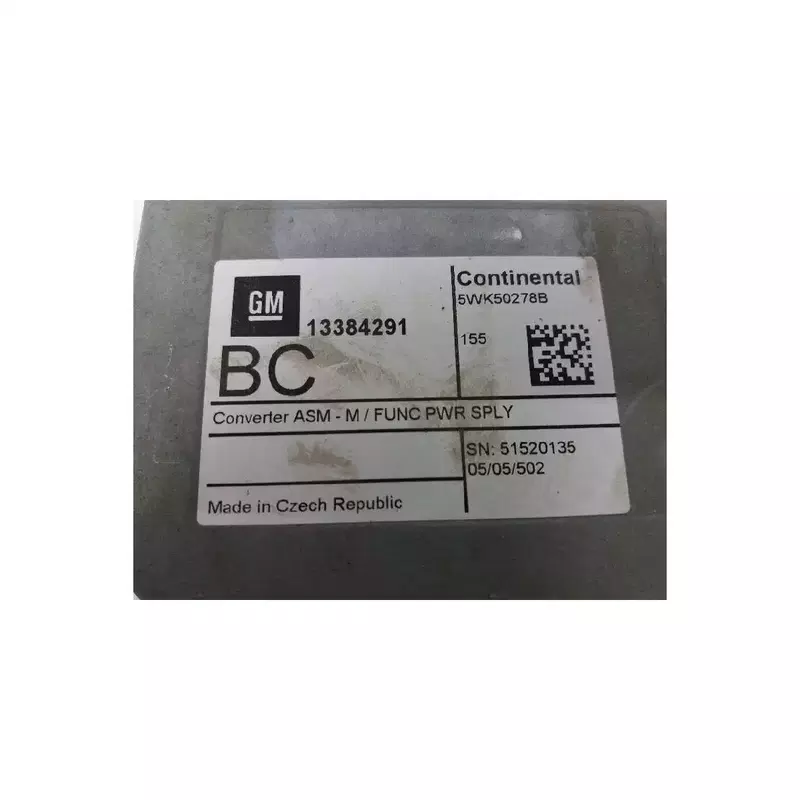 GM
13384291
BC
Continental
5WK50278B
155
Converter ASM - M / FUNC PWR SPLY
SN: 51520135
05/05/502
Made in Czech Republic